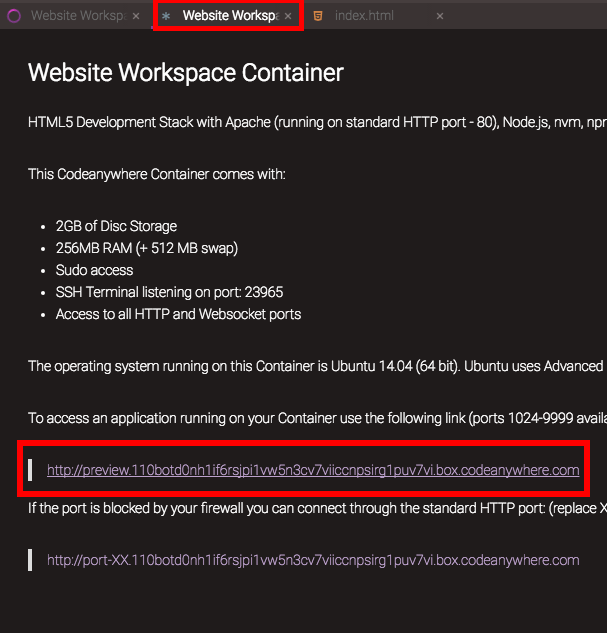 Website Worksp
Website Worksp
index.html
Website Workspace Container
HTML5 Development Stack with Apache (running on standard HTTP port - 80), Node.js, nvm, npr
This Codeanywhere Container comes with:
2GB of Disc Storage
256MB RAM (+ 512 MB swap)
Sudo access
SSH Terminal listening on port: 23965
Access to all HTTP and Websocket ports
The operating system running on this Container is Ubuntu 14.04 (64 bit). Ubuntu uses Advanced
To access an application running on your Container use the following link (ports 1024-9999 availa
http://preview.110botd0nh1if6rsjpi1vw5n3cv7viiccnpsirg1puv7vi.box.codeanywhere.com
If the port is blocked by your firewall you can connect through the standard HTTP port: (replace X
http://port-XX.110botd0nh1if6rsjpi1vw5n3cv7viiccnpsirg1puv7vi.box.codeanywhere.com